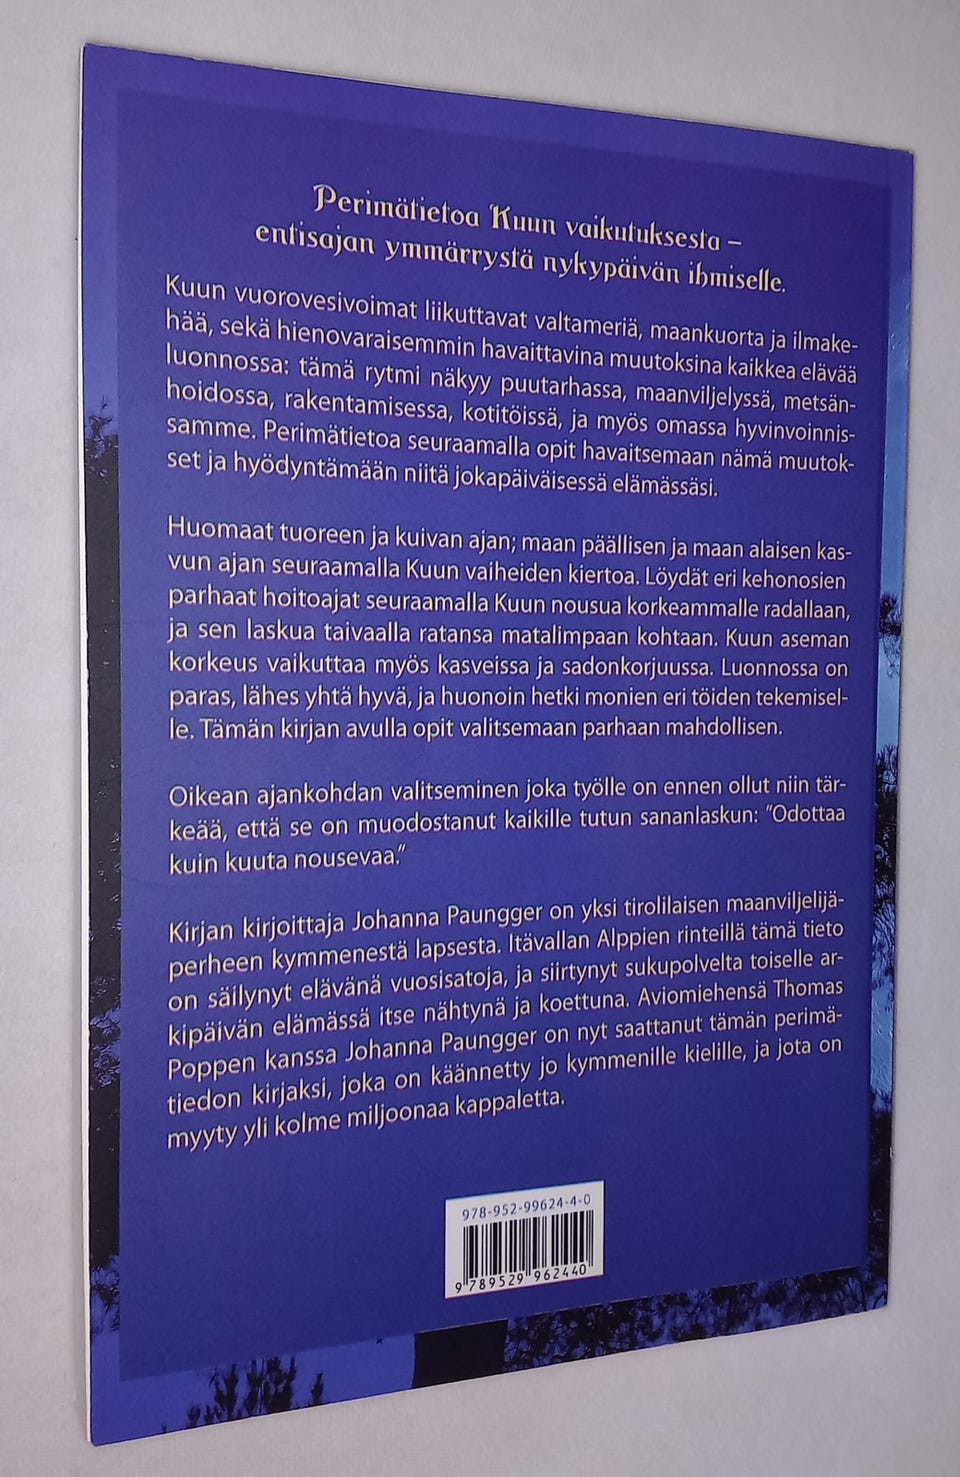 Perimätietoa Kuun vaikutuksesta –
entisajan ymmärrystä nykypäivän ihmiselle.
Kuun vuorovesivoimat liikuttavat valtameriä, maankuorta ja ilmake-
hää, sekä hienovaraisemmin havaittavina muutoksina kaikkea elävää
luonnossa: tämä rytmi näkyy puutarhassa, maanviljelyssä, metsän-
hoidossa, rakentamisessa, kotitöissä, ja myös omassa hyvinvoinnis-
samme. Perimätietoa seuraamalla opit havaitsemaan nämä muutok-
set ja hyödyntämään niitä jokapäiväisessä elämässäsi.
Huomaat tuoreen ja kuivan ajan; maan päällisen ja maan alaisen kas-
vun ajan seuraamalla Kuun vaiheiden kiertoa. Löydät eri kehonosien
parhaat hoitoajat seuraamalla Kuun nousua korkeammalle radallaan,
ja sen laskua taivaalla ratansa matalimpaan kohtaan. Kuun aseman
korkeus vaikuttaa myös kasveissa ja sadonkorjuussa. Luonnossa on
paras, lähes yhtä hyvä, ja huonoin hetki monien eri töiden tekemisel-
le. Tämän kirjan avulla opit valitsemaan parhaan mahdollisen.
Oikean ajankohdan valitseminen joka työlle on ennen ollut niin tär-
keää, että se on muodostanut kaikille tutun sananlaskun: "Odottaa
kuin kuuta nousevaa."
Kirjan kirjoittaja Johanna Paungger on yksi tirolilaisen maanviljelijä-
perheen kymmenestä lapsesta. Itävallan Alppien rinteillä tämä tieto
on säilynyt elävänä vuosisatoja, ja siirtynyt sukupolvelta toiselle ar-
kipäivän elämässä itse nähtynä ja koettuna. Aviomiehensä Thomas
Poppen kanssa Johanna Paungger on nyt saattanut tämän perimä-
tiedon kirjaksi, joka on käännetty jo kymmenille kielille, ja jota on
myyty yli kolme miljoonaa kappaletta.
978-952-99624-4-0
9 789529 962440